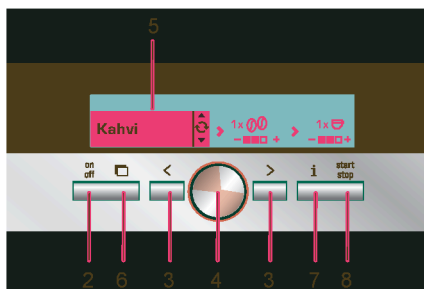 5
Kahvi 1x 1x
- + - +
on off < > i start stop
2 6 3 4 3 7 8